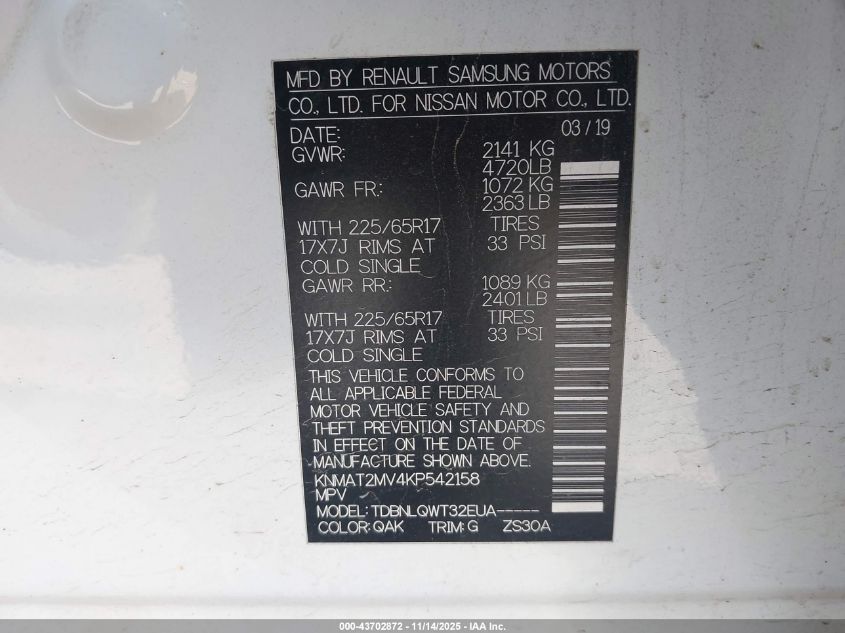 MFD BY RENAULT SAMSUNG MOTORS
CO., LTD. FOR NISSAN MOTOR CO., LTD.
DATE: 03 / 19
GVWR: 2141 KG
4720LB
GAWR FR.: 1072 KG
2363 LB
WITH 225/65R17 TIRES
17X7J RIMS AT 33 PSI
COLD SINGLE
GAWR RR.: 1089 KG
2401 LB
WITH 225/65R17 TIRES
17X7J RIMS AT 33 PSI
COLD SINGLE
THIS VEHICLE CONFORMS TO
ALL APPLICABLE FEDERAL
MOTOR VEHICLE SAFETY AND
THEFT PREVENTION STANDARDS
IN EFFECT ON THE DATE OF
MANUFACTURE SHOWN ABOVE.
KNMAT2MV4KP542158
MPV
MODEL: TDBNLQWT32EUA-----
COLOR: QAK TRIM: G ZS30A
000-43702872 - 11/14/2025 - IAA Inc.